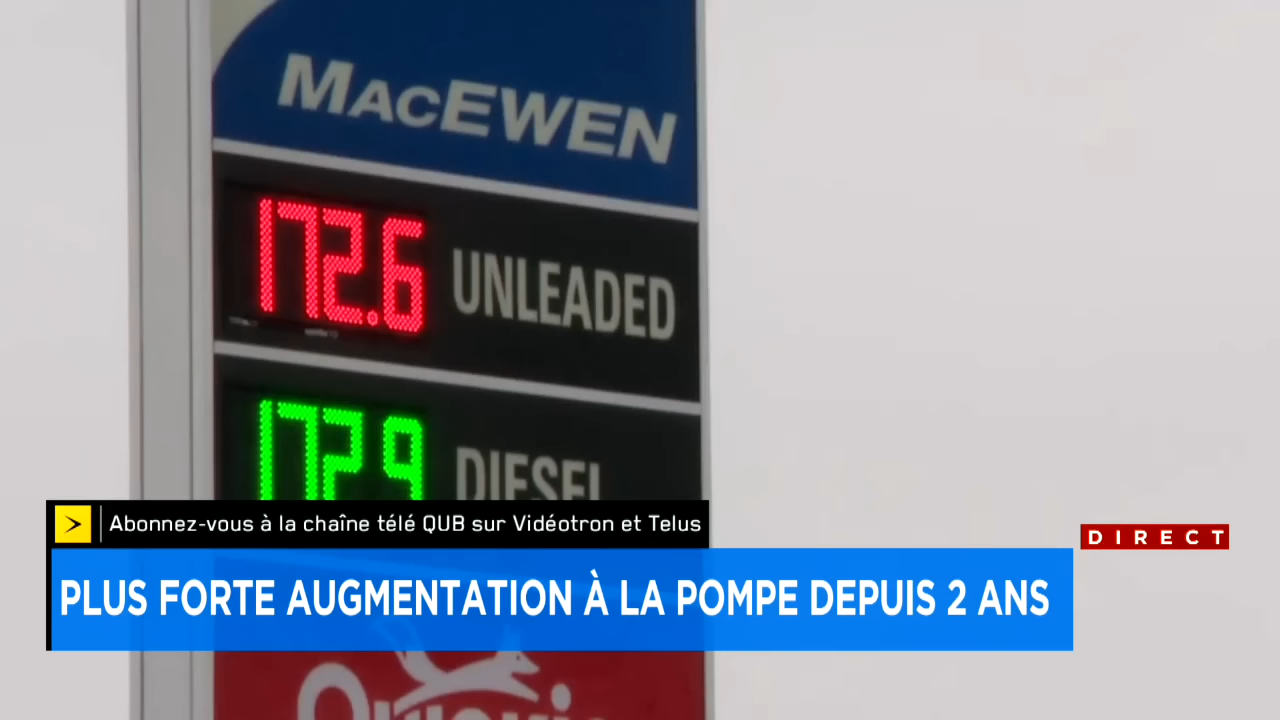 MACEWEN
172.6 UNLEADED
172.9 DIESEL
> Abonnez-vous à la chaîne télé QUB sur Vidéotron et Telus
DIRECT
PLUS FORTE AUGMENTATION À LA POMPE DEPUIS 2 ANS
Quickie